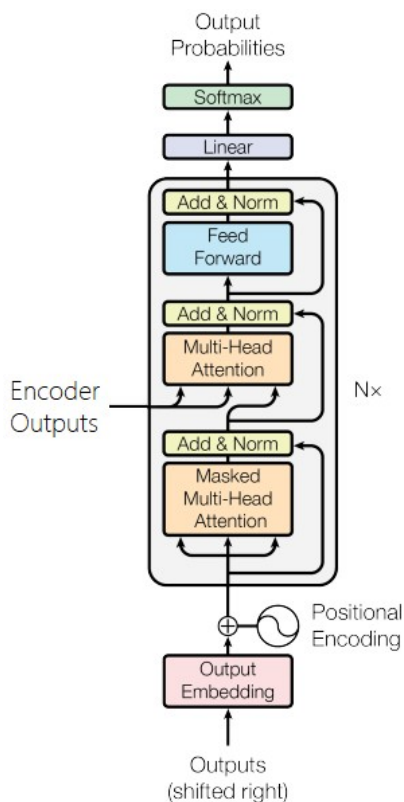 Output
Probabilities
Softmax
Linear
Add & Norm
Feed
Forward
Add & Norm
Multi-Head
Attention
Encoder
Outputs
N×
Add & Norm
Masked
Multi-Head
Attention
Positional
Encoding
Output
Embedding
Outputs
(shifted right)